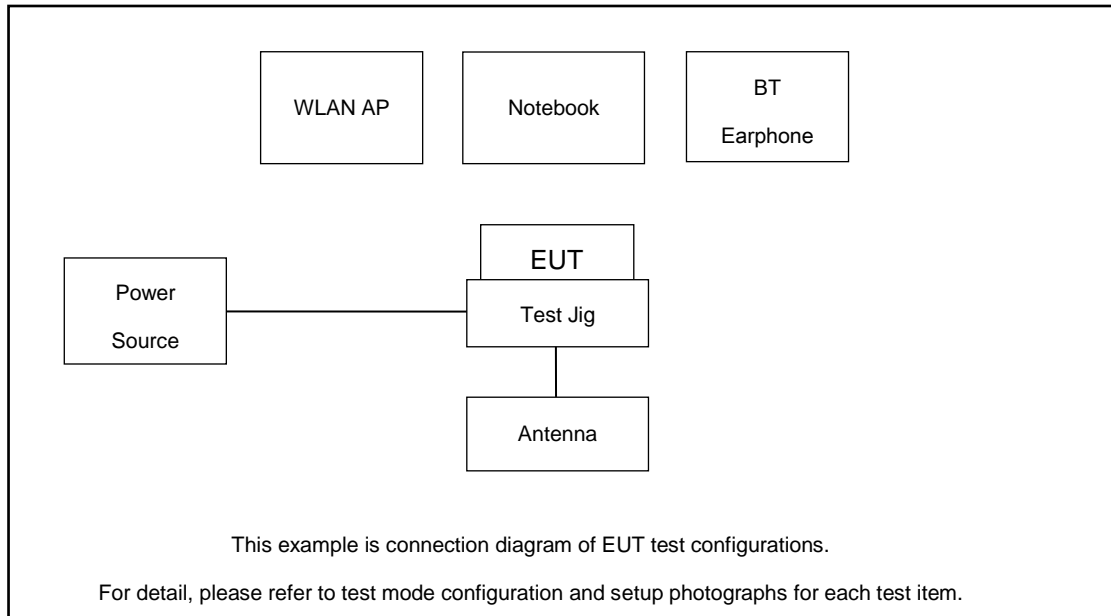 WLAN AP
Notebook
BT
Earphone
EUT
Power
Source
Test Jig
Antenna
This example is connection diagram of EUT test configurations.
For detail, please refer to test mode configuration and setup photographs for each test item.